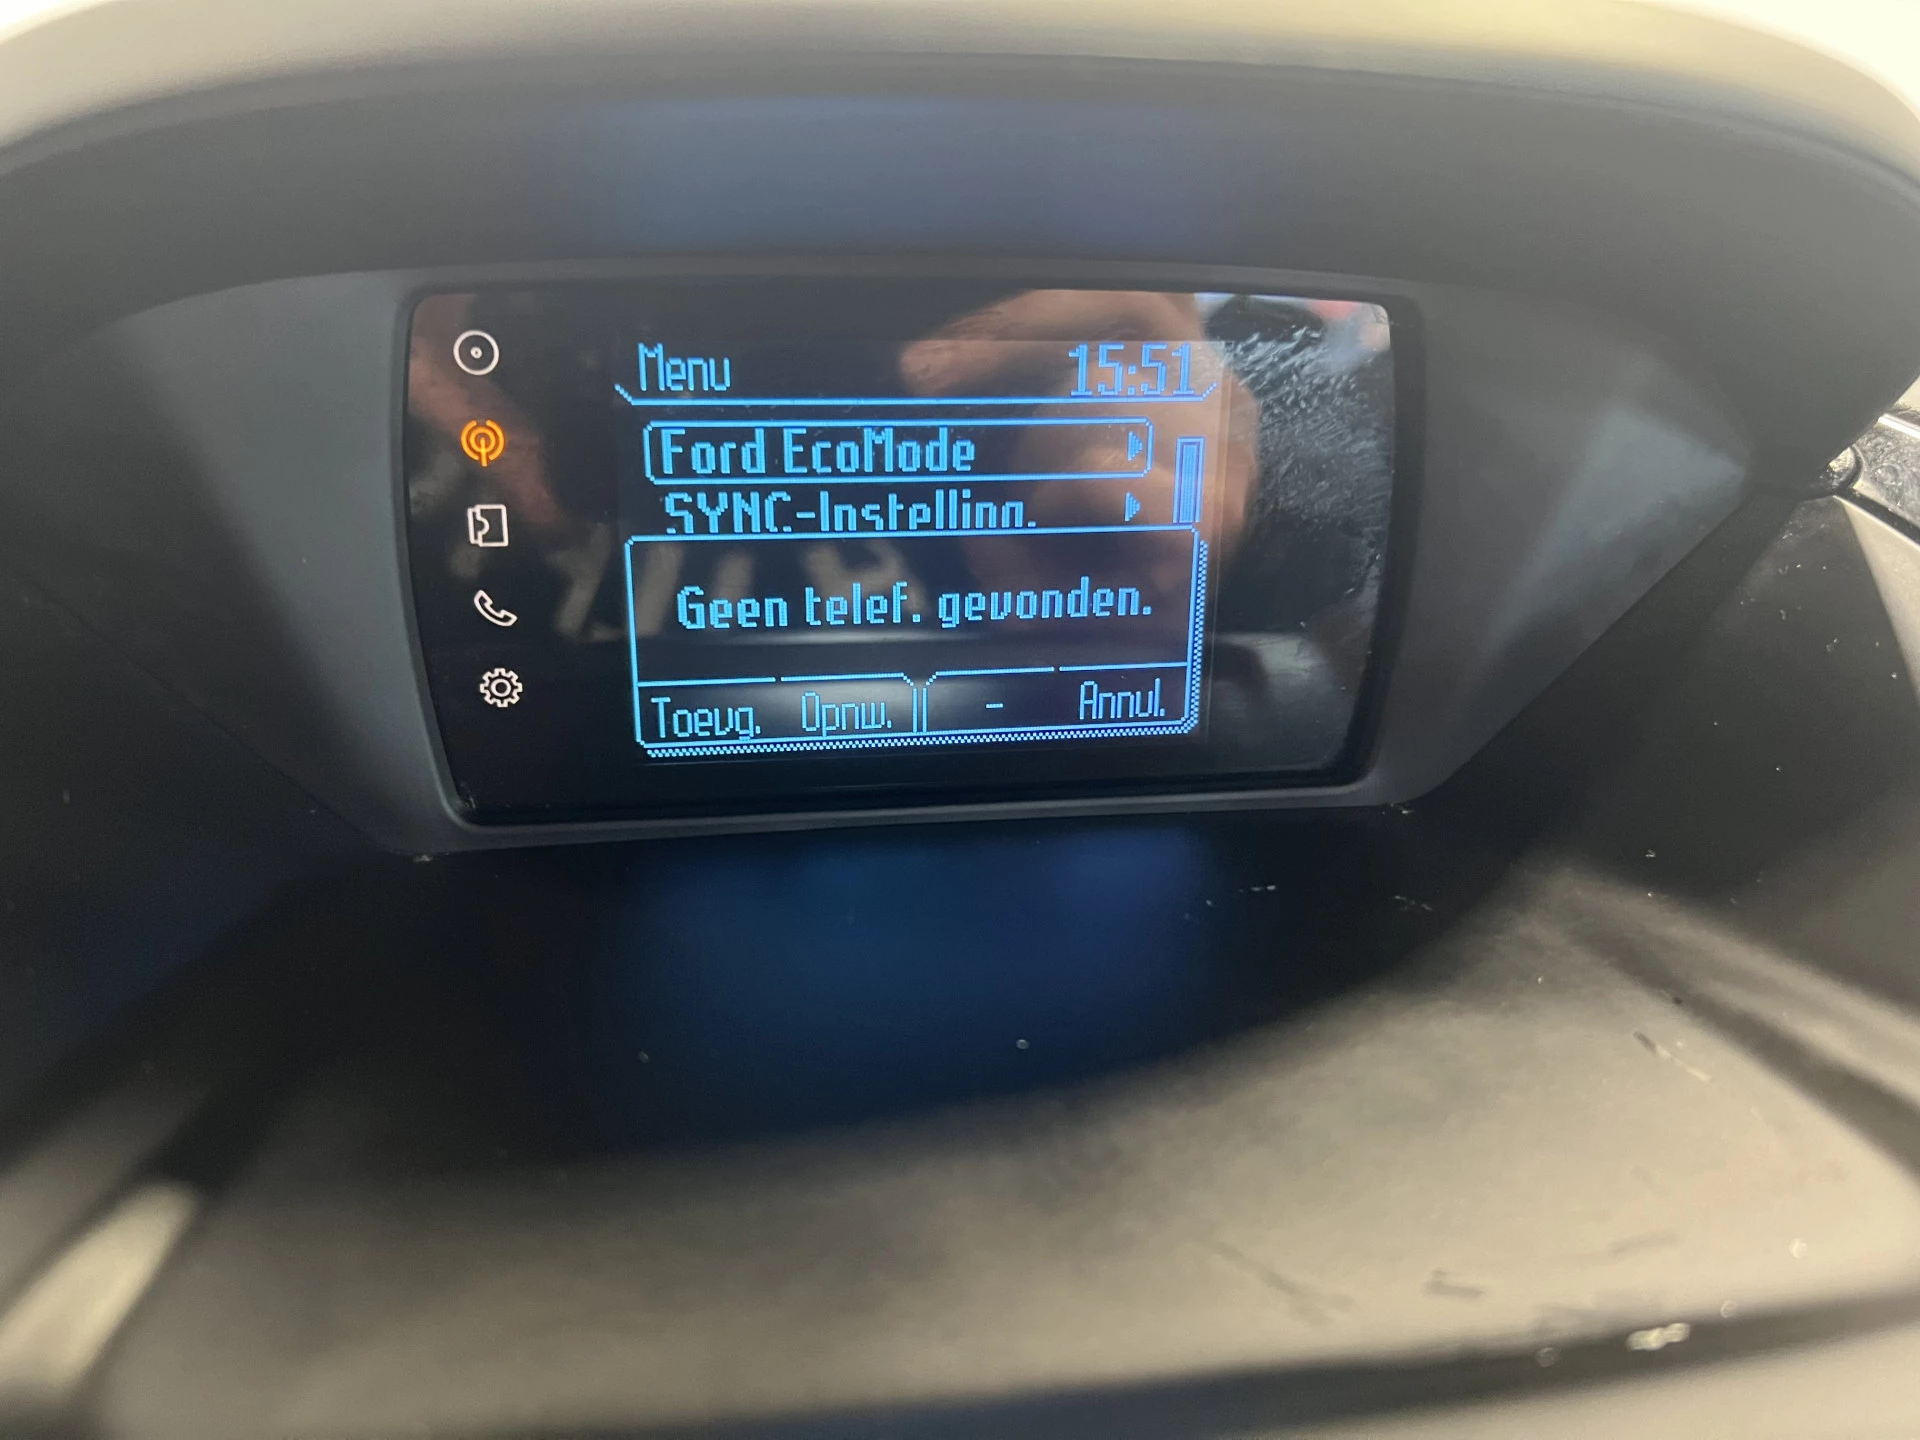 Menu 15:51
Ford EcoMode
SYNC-Instelling.
Geen telef. gevonden.
Toevg. Opnw. - Annul.